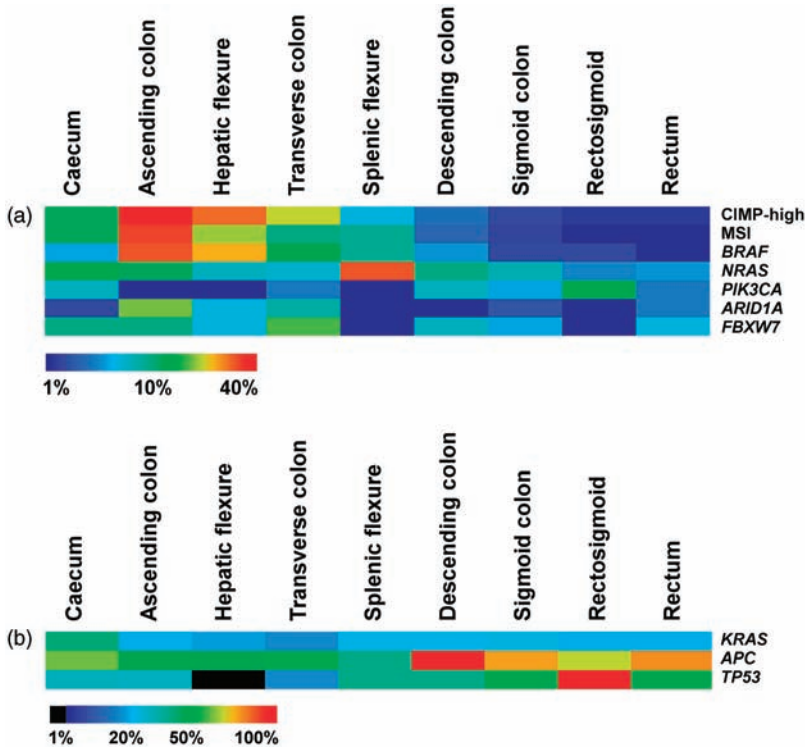 Caecum
Ascending colon
Hepatic flexure
Transverse colon
Splenic flexure
Descending colon
Sigmoid colon
Rectosigmoid
Rectum
(a)
CIMP-high
MSI
BRAF
NRAS
PIK3CA
ARID1A
FBXW7
1% 10% 40%
Caecum
Ascending colon
Hepatic flexure
Transverse colon
Splenic flexure
Descending colon
Sigmoid colon
Rectosigmoid
Rectum
(b)
KRAS
APC
TP53
1% 20% 50% 100%